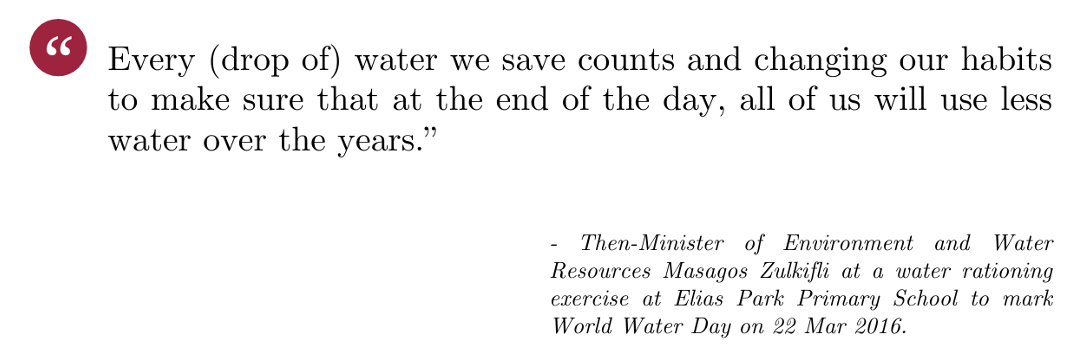 “ Every (drop of) water we save counts and changing our habits
to make sure that at the end of the day, all of us will use less
water over the years.”
- Then-Minister of Environment and Water
Resources Masagos Zulkifli at a water rationing
exercise at Elias Park Primary School to mark
World Water Day on 22 Mar 2016.